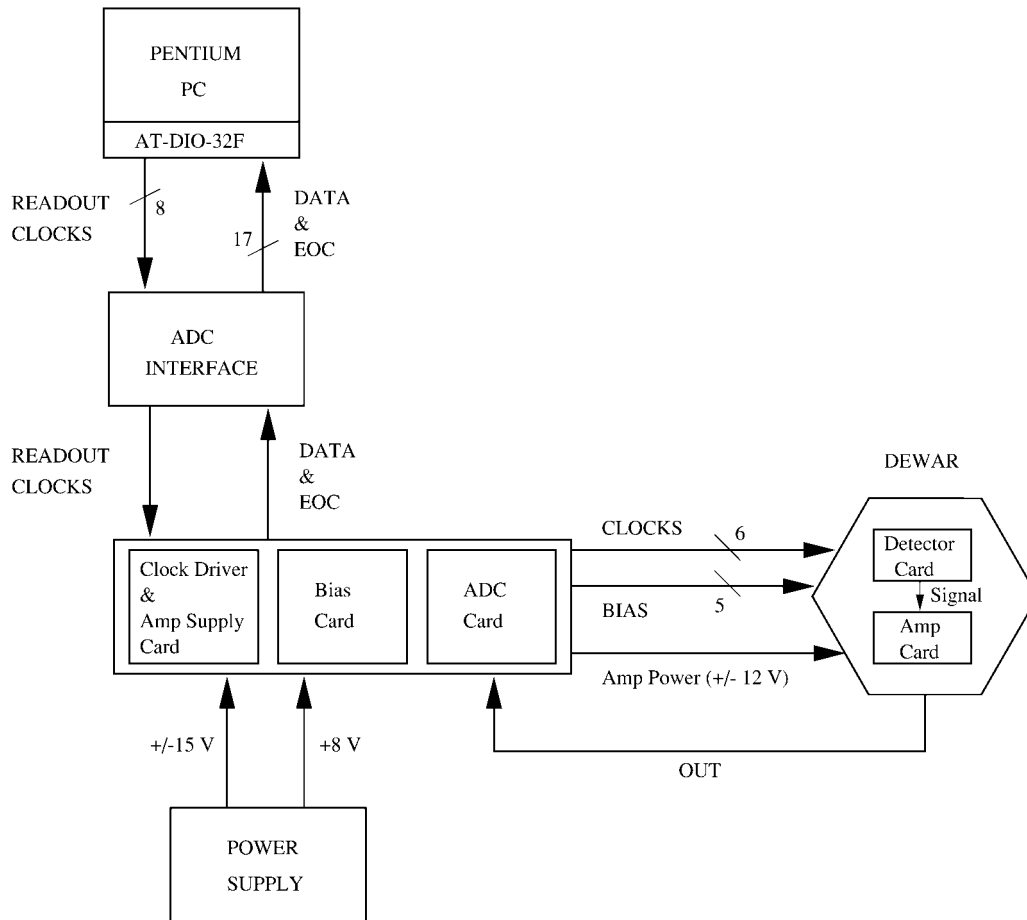 PENTIUM
PC
AT-DIO-32F
READOUT
CLOCKS
8
17
DATA
&
EOC
ADC
INTERFACE
READOUT
CLOCKS
DATA
&
EOC
DEWAR
Clock Driver
&
Amp Supply
Card
Bias
Card
ADC
Card
CLOCKS
6
BIAS
5
Amp Power (+/- 12 V)
Detector
Card
Signal
Amp
Card
+/-15 V
+8 V
OUT
POWER
SUPPLY